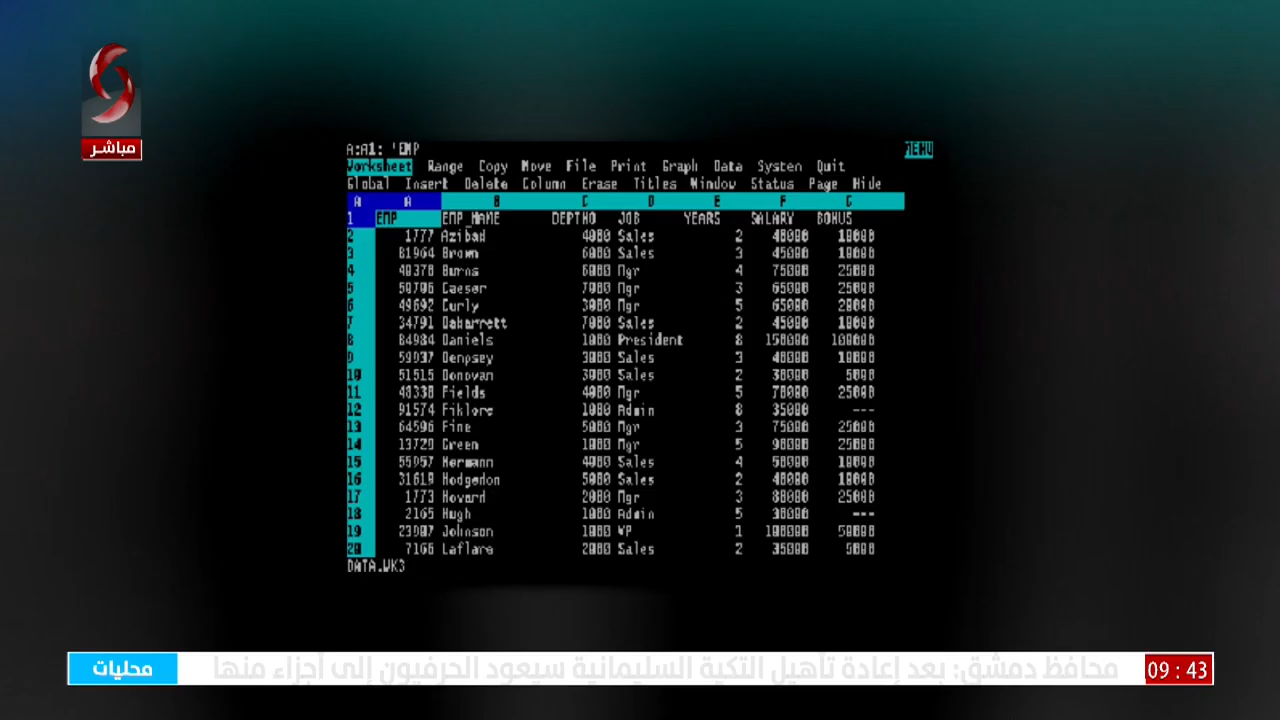 مباشر
A:A1: 'EMP
MENU
Worksheet Range Copy Move File Print Graph Data System Quit
Global Insert Delete Column Erase Titles Window Status Page Hide
A A B C D E F G
1 EMP EMP_NAME DEPTNO JOB YEARS SALARY BONUS
2 1777 Azibad 4000 Sales 2 40000 10000
3 81964 Brown 6000 Sales 3 45000 10000
4 40370 Burns 6000 Mgr 4 75000 25000
5 50706 Caeser 7000 Mgr 3 65000 25000
6 49692 Curly 3000 Mgr 5 65000 20000
7 34791 Dabarrett 7000 Sales 2 45000 10000
8 84984 Daniels 1000 President 8 150000 100000
9 59937 Dempsey 3000 Sales 3 40000 10000
10 51515 Donovan 3000 Sales 2 30000 5000
11 48338 Fields 4000 Mgr 5 70000 25000
12 91574 Fiklore 1000 Admin 8 35000 ---
13 64596 Fine 5000 Mgr 3 75000 25000
14 13729 Green 1000 Mgr 5 90000 25000
15 55957 Hermann 4000 Sales 4 50000 10000
16 31619 Hodgedon 5000 Sales 2 40000 10000
17 1773 Howard 2000 Mgr 3 80000 25000
18 2165 Hugh 1000 Admin 5 30000 ---
19 23907 Johnson 1000 VP 1 100000 50000
20 7166 Laflare 2000 Sales 2 35000 5000
DATA.WK3
محليات
محافظ دمشق: بعد إعادة تأهيل التكية السليمانية سيعود الحرفيون إلى أجزاء منها
09 : 43